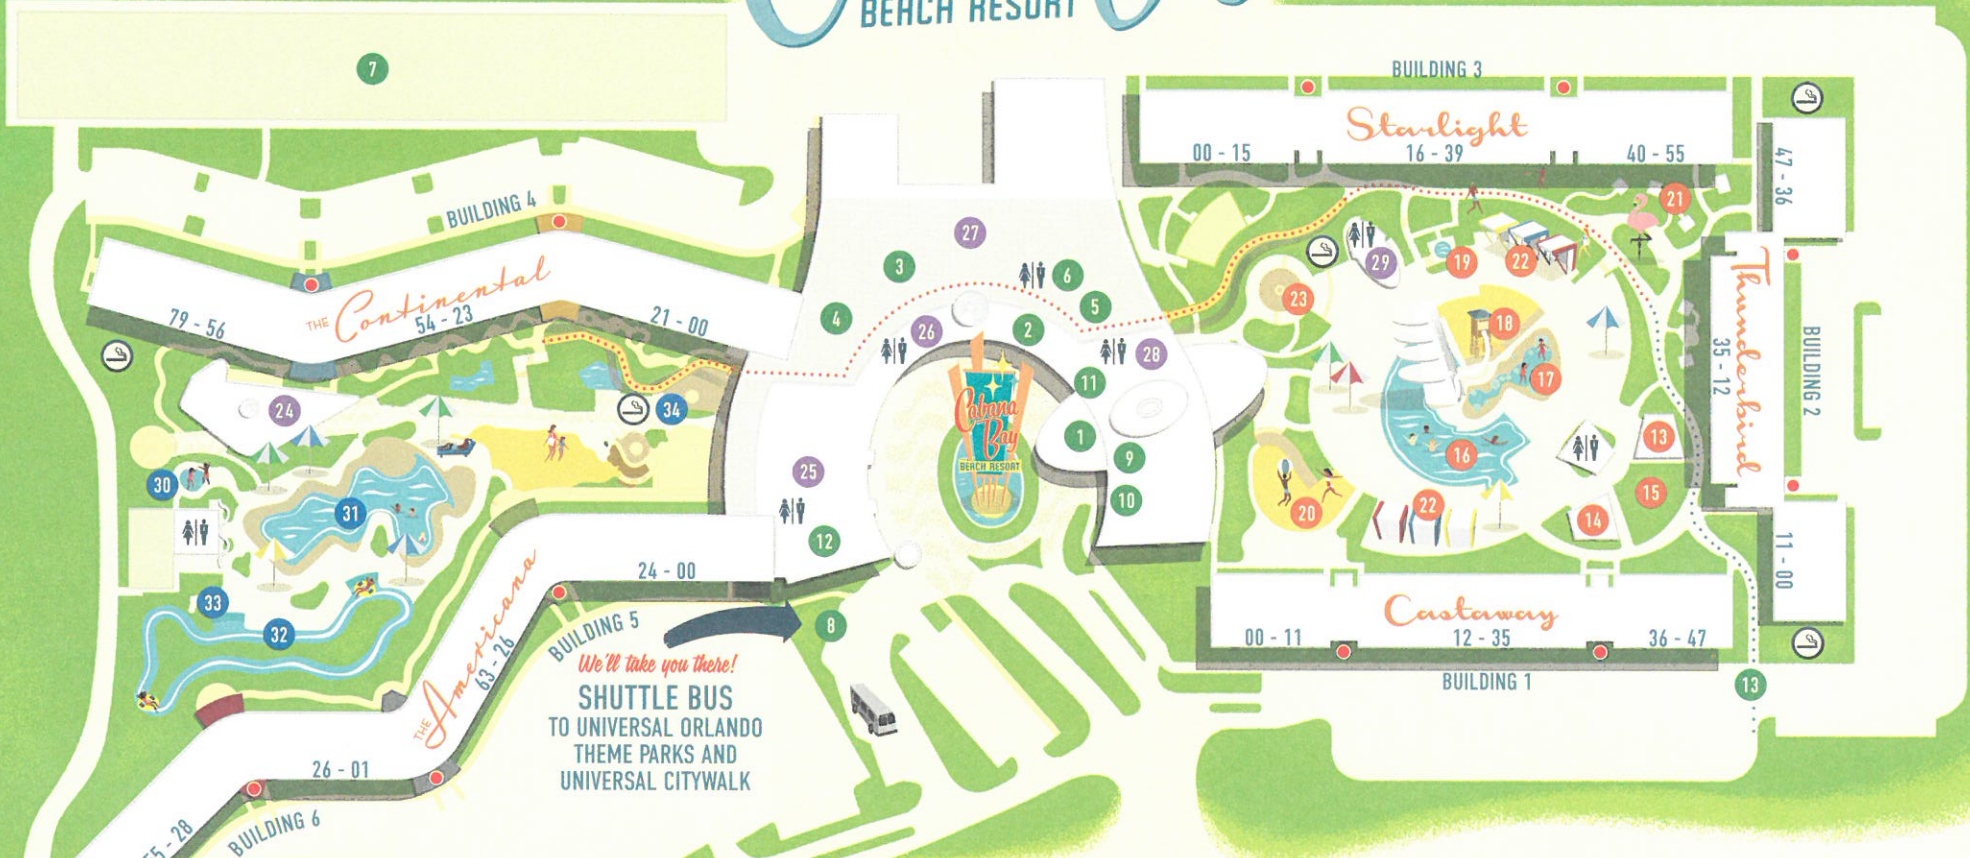 BEACH RESORT
7
BUILDING 3
Starlight
00 - 15
16 - 39
40 - 55
47 - 36
BUILDING 4
THE Continental
79 - 56
54 - 23
21 - 00
27
3
6
5
4
26
2
28
11
1
9
10
25
12
8
Cabana
Bay
BEACH RESORT
21
29
19
22
23
18
17
16
13
15
14
20
22
Thunderbird
35 - 12
BUILDING 2
11 - 00
Castaway
00 - 11
12 - 35
36 - 47
BUILDING 1
13
24
34
30
31
33
32
THE Americana
24 - 00
63 - 26
BUILDING 5
26 - 01
BUILDING 6
55 - 28
We'll take you there!
SHUTTLE BUS
TO UNIVERSAL ORLANDO
THEME PARKS AND
UNIVERSAL CITYWALK